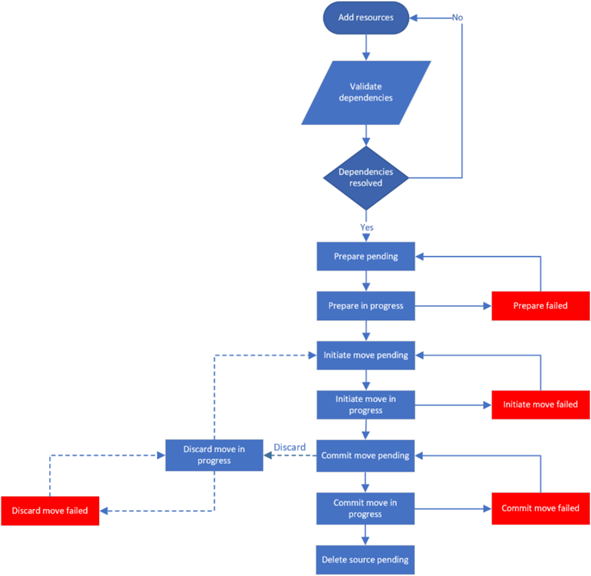 Add resources
No
Validate
dependencies
Dependencies
resolved
Yes
Prepare pending
Prepare in progress
Prepare failed
Initiate move pending
Initiate move in
progress
Initiate move failed
Discard move in
progress
Discard
Commit move pending
Discard move failed
Commit move in
progress
Commit move failed
Delete source pending